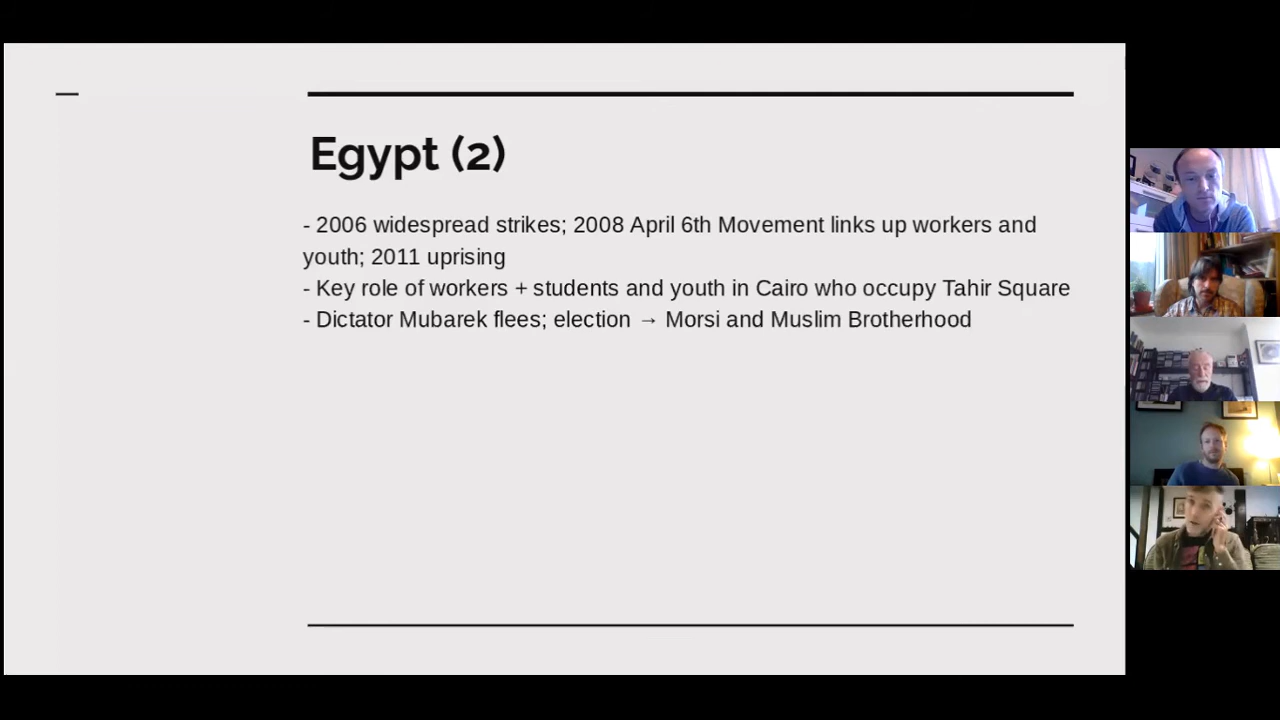 Egypt (2)
- 2006 widespread strikes; 2008 April 6th Movement links up workers and
youth; 2011 uprising
- Key role of workers + students and youth in Cairo who occupy Tahir Square
- Dictator Mubarek flees; election → Morsi and Muslim Brotherhood